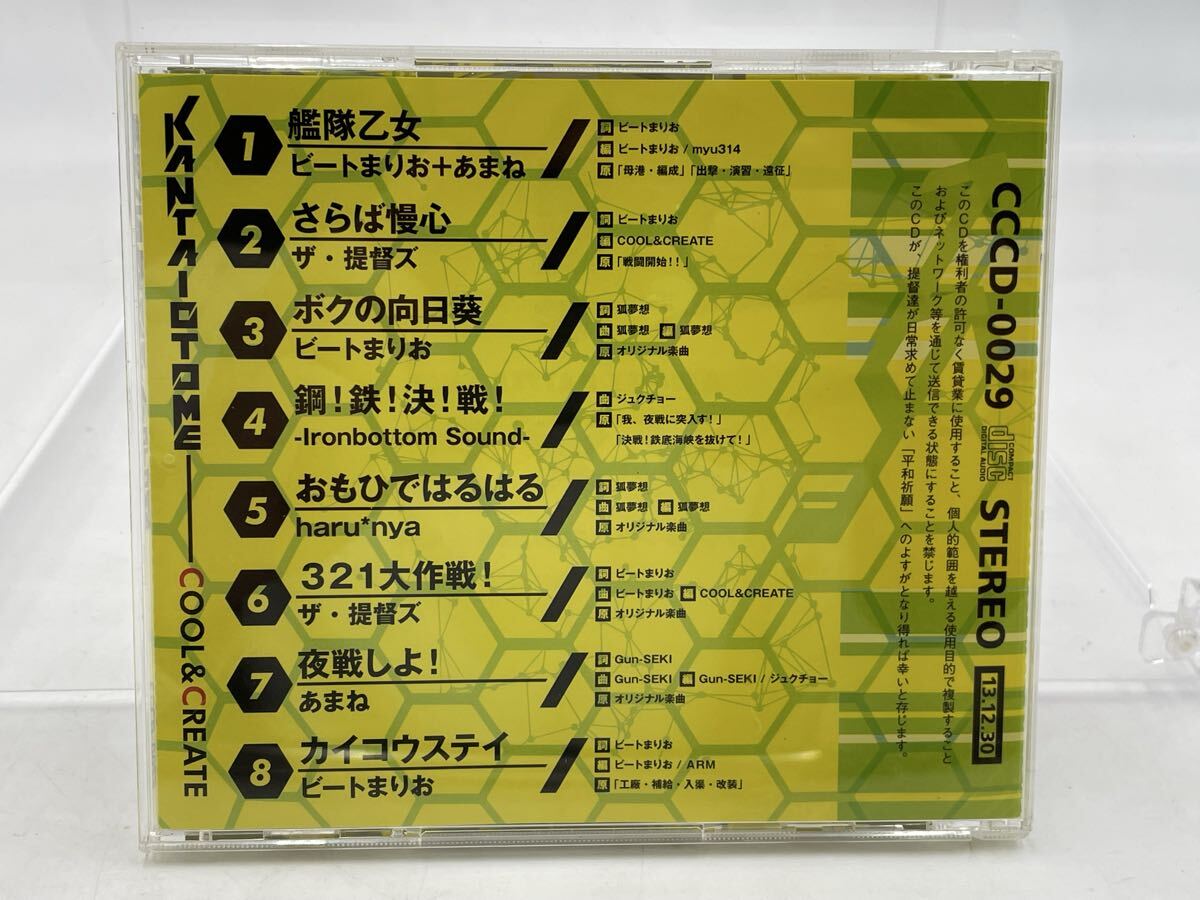 KANTAIOTOME
COOL&CREATE
1
艦隊乙女
ビートまりお+あまね
詞 ビートまりお
編 ビートまりお / myu314
原 「母港・編成」「出撃・演習・遠征」
2
さらば慢心
ザ・提督ズ
詞 ビートまりお
編 COOL&CREATE
原 「戦闘開始!!」
3
ボクの向日葵
ビートまりお
詞 狐夢想
曲 狐夢想 編 狐夢想
原 オリジナル楽曲
4
鋼!鉄!決!戦!
-Ironbottom Sound-
曲 ジュクチョー
原 「我、夜戦に突入す!」
「決戦!鉄底海峡を抜けて!」
5
おもひではるはる
haru*nya
詞 狐夢想
曲 狐夢想 編 狐夢想
原 オリジナル楽曲
6
321大作戦!
ザ・提督ズ
詞 ビートまりお
曲 ビートまりお 編 COOL&CREATE
原 オリジナル楽曲
7
夜戦しよ!
あまね
詞 Gun-SEKI
曲 Gun-SEKI 編 Gun-SEKI / ジュクチョー
原 オリジナル楽曲
8
カイコウステイ
ビートまりお
詞 ビートまりお
編 ビートまりお / ARM
原 「工廠・補給・入渠・改装」
CCCD-0029 COMPACT disc DIGITAL AUDIO STEREO 13.12.30
このCDを権利者の許可なく賃貸業に使用すること、個人的範囲を越える使用目的で複製すること
およびネットワーク等を通じて送信できる状態にすることを禁じます。
このCDが、提督達が日常求めて止まない「平和祈願」へのよすがとなり得れば幸いと存じます。